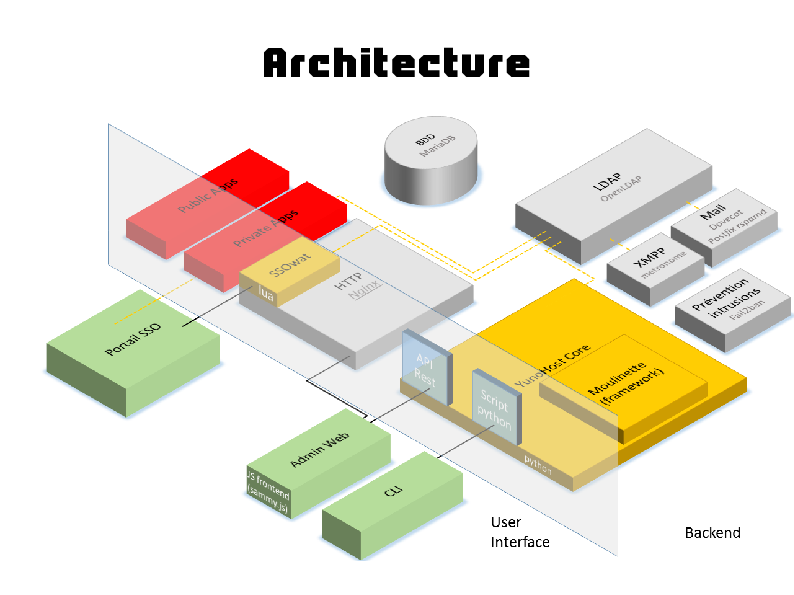 Architecture
BDD
MariaDB
LDAP
OpenLDAP
Mail
Dovecot
Postfix rspamd
XMPP
metronome
Prévention
intrusions
Fail2ban
Public Apps
Private Apps
SSOwat
lua
HTTP
Nginx
Portail SSO
YunoHost Core
Moulinette
(framework)
API
Rest
Script
python
python
Admin Web
JS frontend
(sammy js)
CLI
User
Interface
Backend